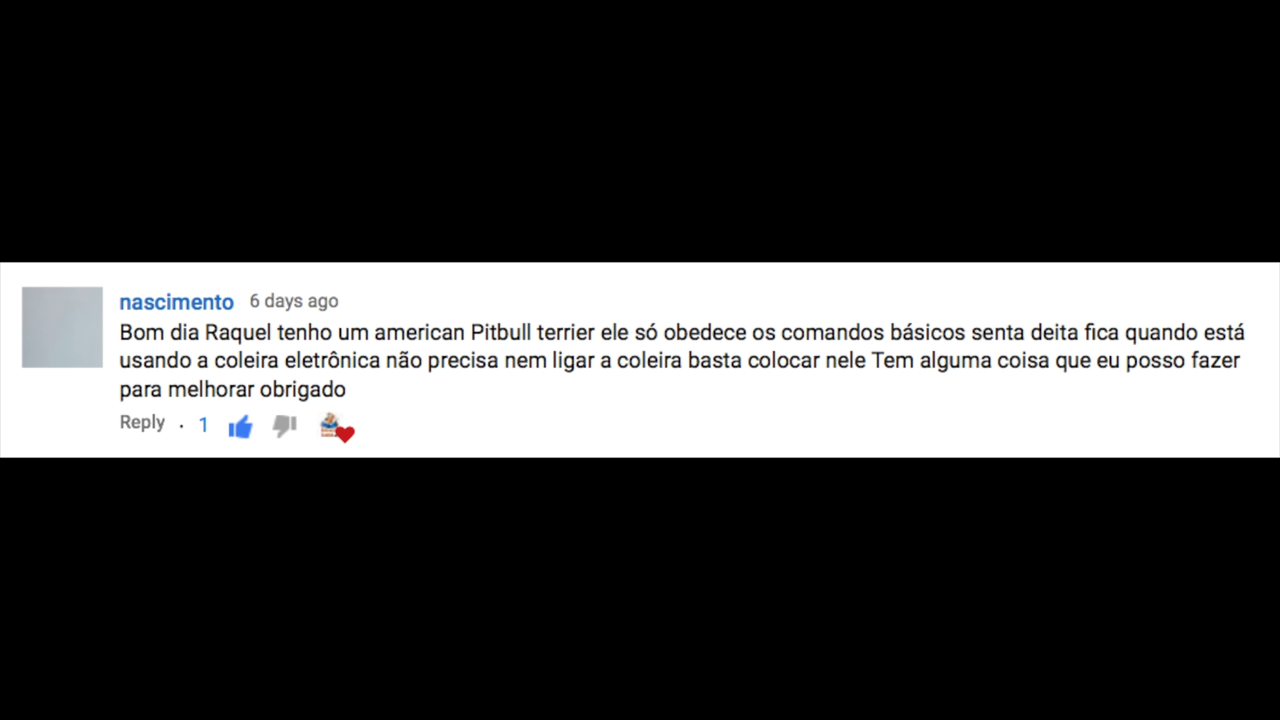 nascimento 6 days ago
Bom dia Raquel tenho um american Pitbull terrier ele só obedece os comandos básicos senta deita fica quando está
usando a coleira eletrônica não precisa nem ligar a coleira basta colocar nele Tem alguma coisa que eu posso fazer
para melhorar obrigado
Reply . 1